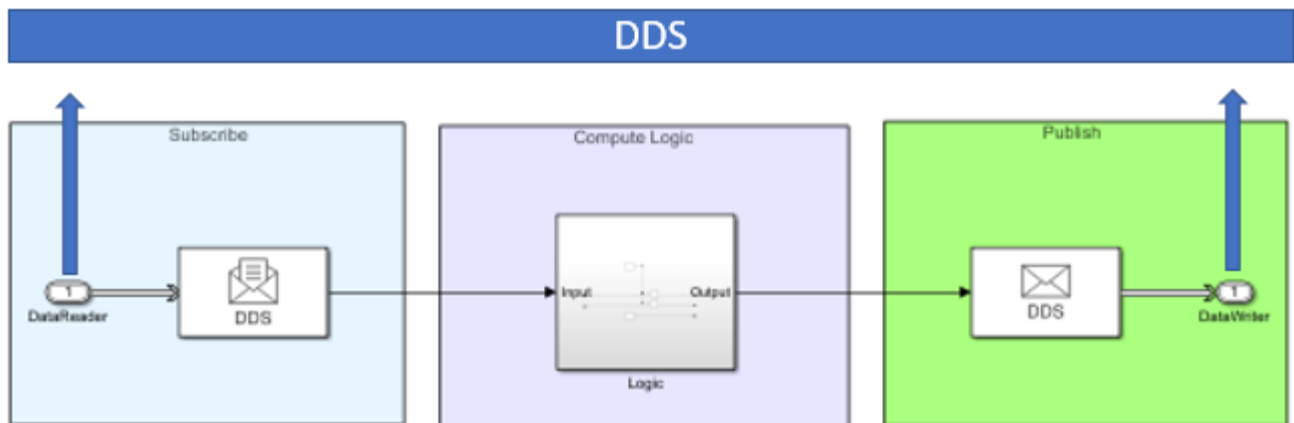 DDS
Subscribe
Compute Logic
Publish
1
DataReader
DDS
Input
Output
Logic
DDS
1
DataWriter